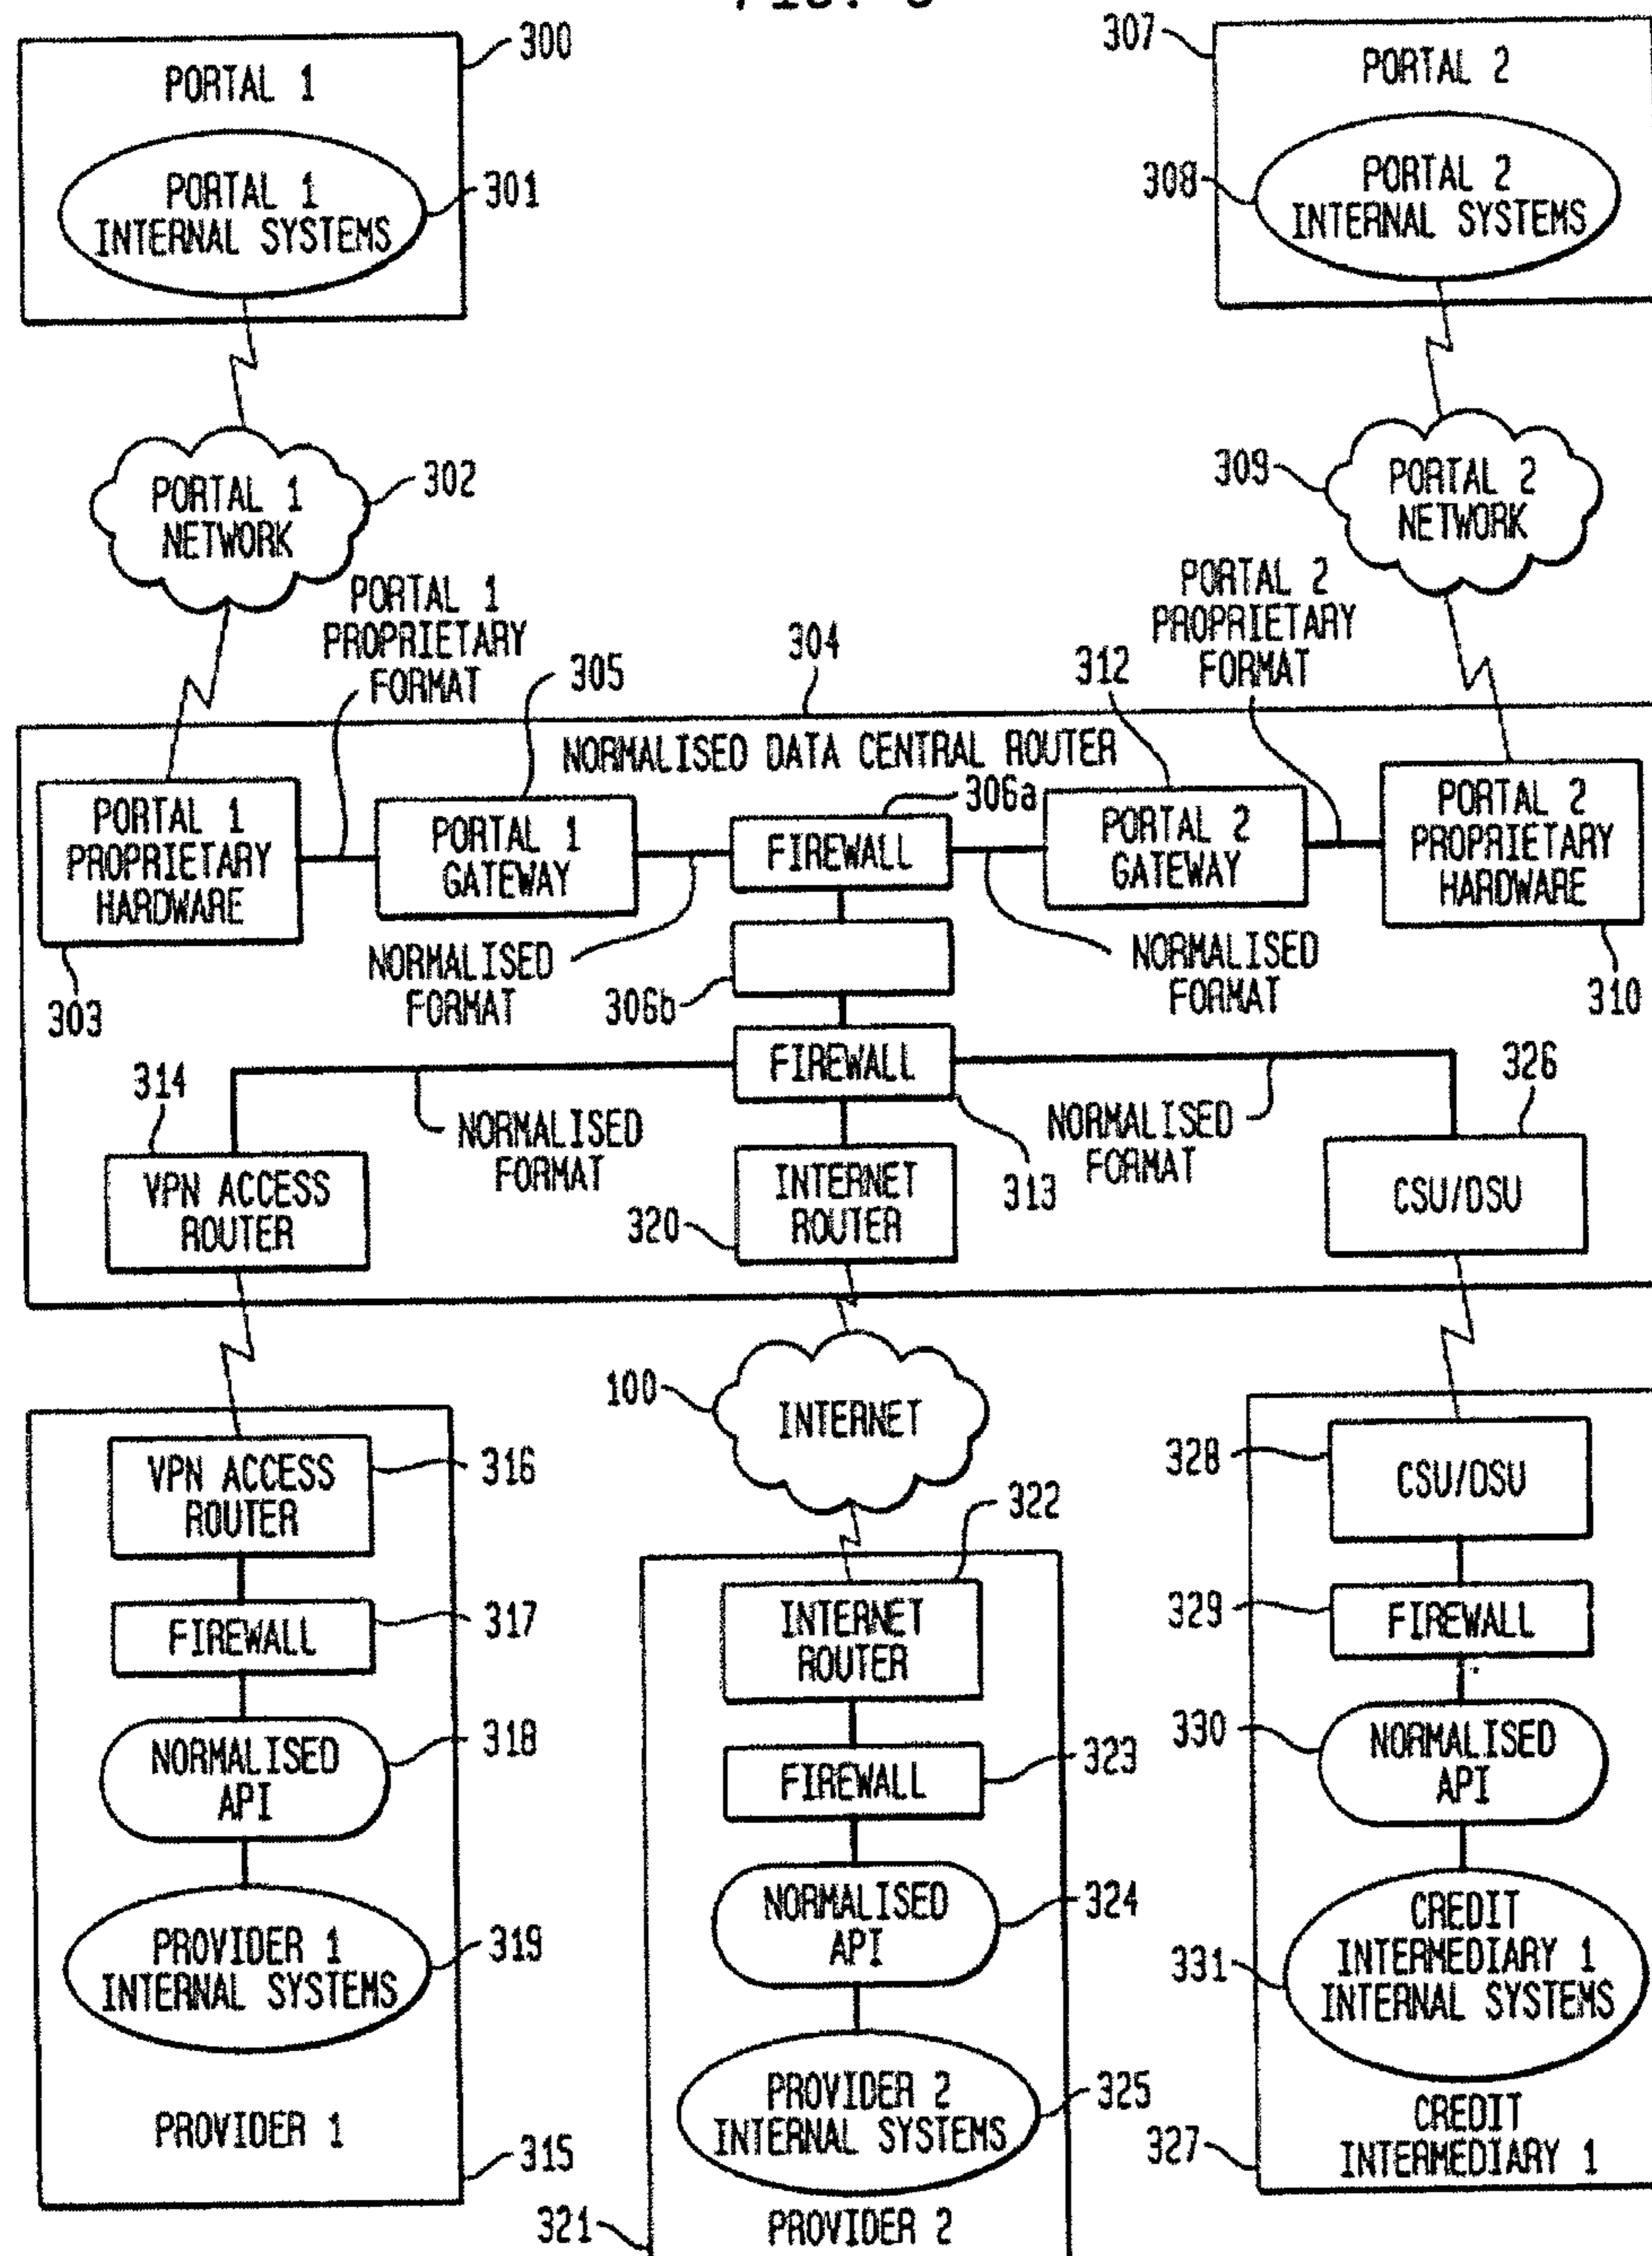 300
PORTAL 1
PORTAL 1
INTERNAL SYSTEMS
301
307
PORTAL 2
PORTAL 2
INTERNAL SYSTEMS
308
PORTAL 1
NETWORK
302
309
PORTAL 2
NETWORK
PORTAL 1
PROPRIETARY
FORMAT
305
304
312
PORTAL 2
PROPRIETARY
FORMAT
NORMALISED DATA CENTRAL ROUTER
PORTAL 1
PROPRIETARY
HARDWARE
303
PORTAL 1
GATEWAY
NORMALISED
FORMAT
306a
FIREWALL
306b
PORTAL 2
GATEWAY
NORMALISED
FORMAT
PORTAL 2
PROPRIETARY
HARDWARE
310
FIREWALL
313
314
VPN ACCESS
ROUTER
NORMALISED
FORMAT
320
INTERNET
ROUTER
NORMALISED
FORMAT
326
CSU/DSU
100
INTERNET
VPN ACCESS
ROUTER
316
FIREWALL
317
NORMALISED
API
318
PROVIDER 1
INTERNAL SYSTEMS
319
PROVIDER 1
315
322
INTERNET
ROUTER
FIREWALL
323
NORMALISED
API
324
PROVIDER 2
INTERNAL SYSTEMS
325
321
PROVIDER 2
328
CSU/DSU
329
FIREWALL
330
NORMALISED
API
331
CREDIT
INTERMEDIARY 1
INTERNAL SYSTEMS
327
CREDIT
INTERMEDIARY 1